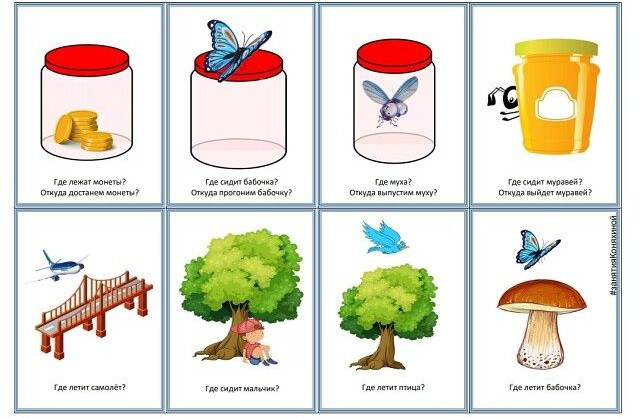 Где лежат монеты?
Откуда достанем монеты?
Где сидит бабочка?
Откуда прогоним бабочку?
Где муха?
Откуда выпустим муху?
Где сидит муравей?
Откуда выйдет муравей?
Где летит самолёт?
Где сидит мальчик?
Где летит птица?
Где летит бабочка?
#занятияКоняхиной